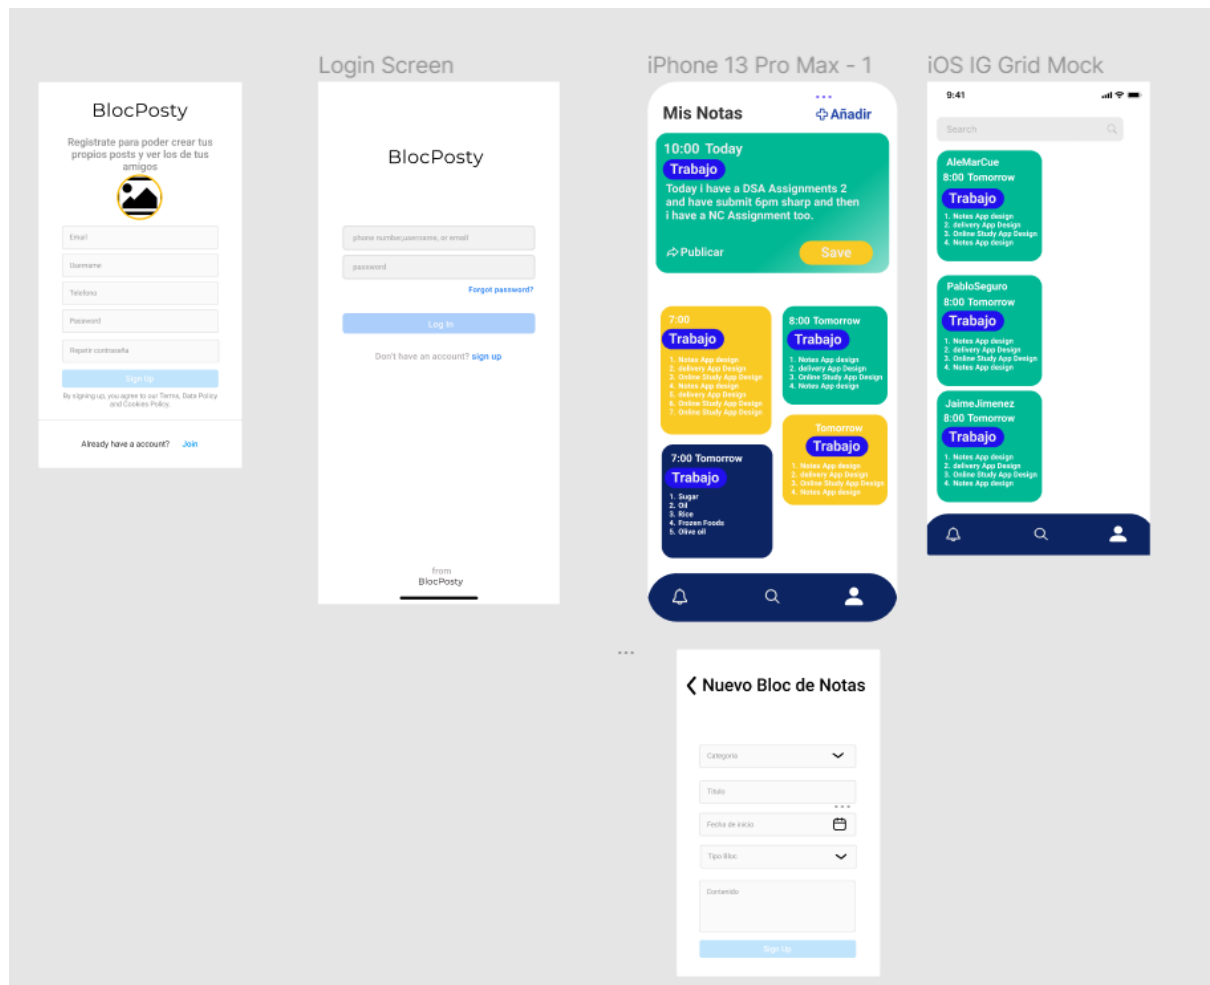 Login Screen
iPhone 13 Pro Max - 1
iOS IG Grid Mock
BlocPosty
Registrate para poder crear tus
propios posts y ver los de tus
amigos
Email
Username
Telefono
Password
Repetir contraseña
Sign Up
By signing up, you agree to our Terms, Data Policy
and Cookies Policy.
Already have a account? Join
BlocPosty
phone number,username, or email
password
Forgot password?
Log In
Don't have an account? sign up
from
BlocPosty
Mis Notas
Añadir
10:00 Today
Trabajo
Today i have a DSA Assignments 2
and have submit 6pm sharp and then
i have a NC Assignment too.
Publicar
Save
7:00
Trabajo
1. Notes App design
2. delivery App Design
3. Online Study App Design
4. Notes App design
5. delivery App Design
6. Online Study App Design
7. Online Study App Design
8:00 Tomorrow
Trabajo
1. Notes App design
2. delivery App Design
3. Online Study App Design
4. Notes App design
Tomorrow
Trabajo
1. Notes App design
2. delivery App Design
3. Online Study App Design
4. Notes App design
7:00 Tomorrow
Trabajo
1. Sugar
2. Oil
3. Rice
4. Frozen Foods
5. Olive oil
9:41
Search
AleMarCue
8:00 Tomorrow
Trabajo
1. Notes App design
2. delivery App Design
3. Online Study App Design
4. Notes App design
PabloSeguro
8:00 Tomorrow
Trabajo
1. Notes App design
2. delivery App Design
3. Online Study App Design
4. Notes App design
JaimeJimenez
8:00 Tomorrow
Trabajo
1. Notes App design
2. delivery App Design
3. Online Study App Design
4. Notes App design
Nuevo Bloc de Notas
Categoria
Titulo
Fecha de inicio
Tipo Bloc
Contenido
Sign Up